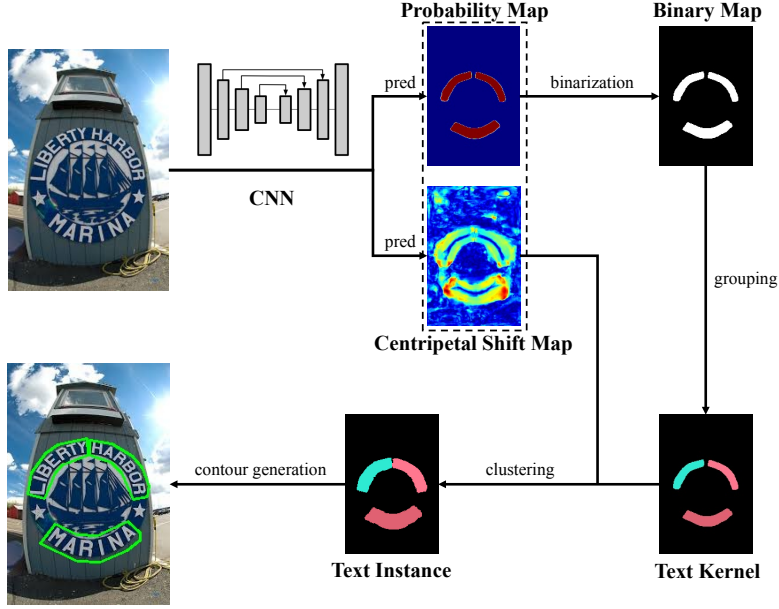 Probability Map
Binary Map
LIBERTY HARBOR
MARINA
pred
binarization
CNN
pred
grouping
Centripetal Shift Map
LIBERTY HARBOR
MARINA
contour generation
clustering
Text Instance
Text Kernel